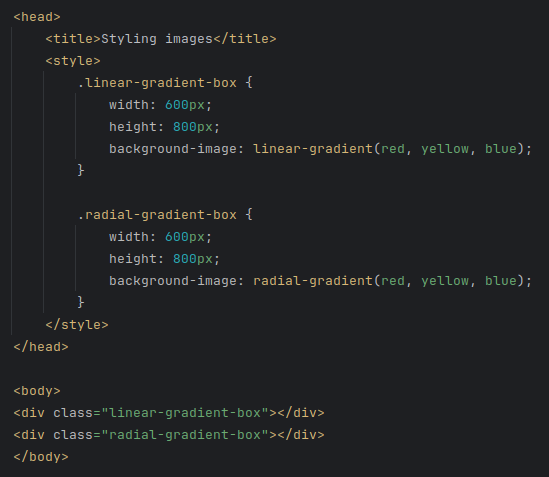 <head>
    <title>Styling images</title>
    <style>
        .linear-gradient-box {
            width: 600px;
            height: 800px;
            background-image: linear-gradient(red, yellow, blue);
        }

        .radial-gradient-box {
            width: 600px;
            height: 800px;
            background-image: radial-gradient(red, yellow, blue);
        }
    </style>
</head>

<body>
<div class="linear-gradient-box"></div>
<div class="radial-gradient-box"></div>
</body>